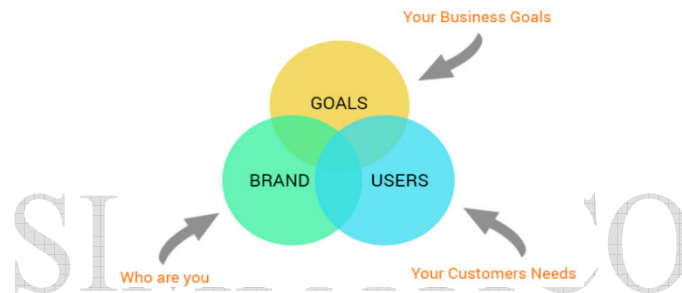 Your Business Goals
GOALS
BRAND
USERS
Who are you
Your Customers Needs